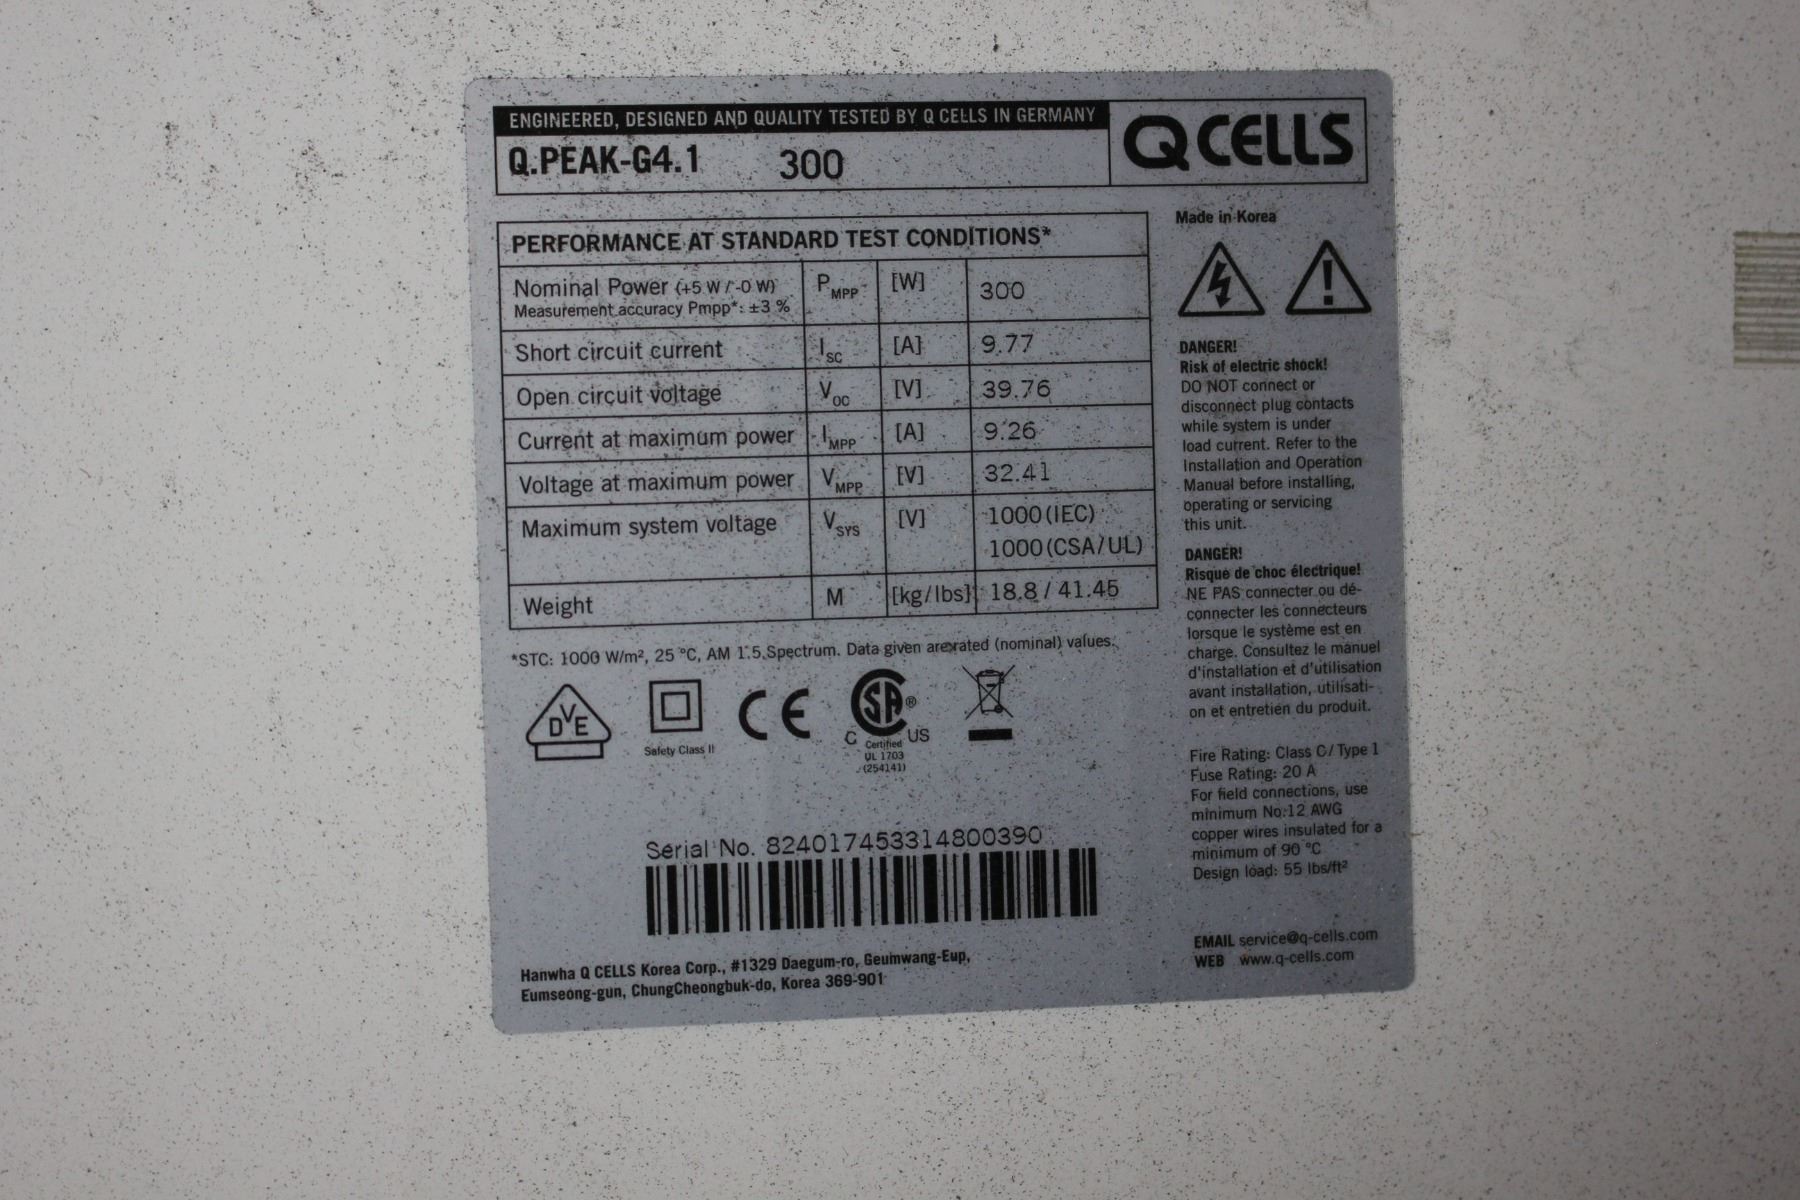 ENGINEERED, DESIGNED AND QUALITY TESTED BY Q CELLS IN GERMANY
Q.PEAK-G4.1 300
Q CELLS
PERFORMANCE AT STANDARD TEST CONDITIONS*
Nominal Power (+5 W / -0 W) PMPP [W] 300
Measurement accuracy Pmpp*: ±3 %
Short circuit current ISC [A] 9.77
Open circuit voltage VOC [V] 39.76
Current at maximum power IMPP [A] 9.26
Voltage at maximum power VMPP [V] 32.41
Maximum system voltage VSYS [V] 1000 (IEC)
1000 (CSA/UL)
Weight M [kg/lbs] 18.8 / 41.45
*STC: 1000 W/m², 25 °C, AM 1.5 Spectrum. Data given are rated (nominal) values.
DVE
Safety Class II
CE
SA®
C US
Certified
UL 1703
(254141)
Serial No. 824017453314800390
Hanwha Q CELLS Korea Corp., #1329 Daegum-ro, Geumwang-Eup,
Eumseong-gun, ChungCheongbuk-do, Korea 369-901
Made in Korea
DANGER!
Risk of electric shock!
DO NOT connect or
disconnect plug contacts
while system is under
load current. Refer to the
Installation and Operation
Manual before installing,
operating or servicing
this unit.
DANGER!
Risque de choc électrique!
NE PAS connecter ou dé-
connecter les connecteurs
lorsque le système est en
charge. Consultez le manuel
d'installation et d'utilisation
avant installation, utilisati-
on et entretien du produit.
Fire Rating: Class C / Type 1
Fuse Rating: 20 A
For field connections, use
minimum No.12 AWG
copper wires insulated for a
minimum of 90 °C
Design load: 55 lbs/ft²
EMAIL service@q-cells.com
WEB www.q-cells.com